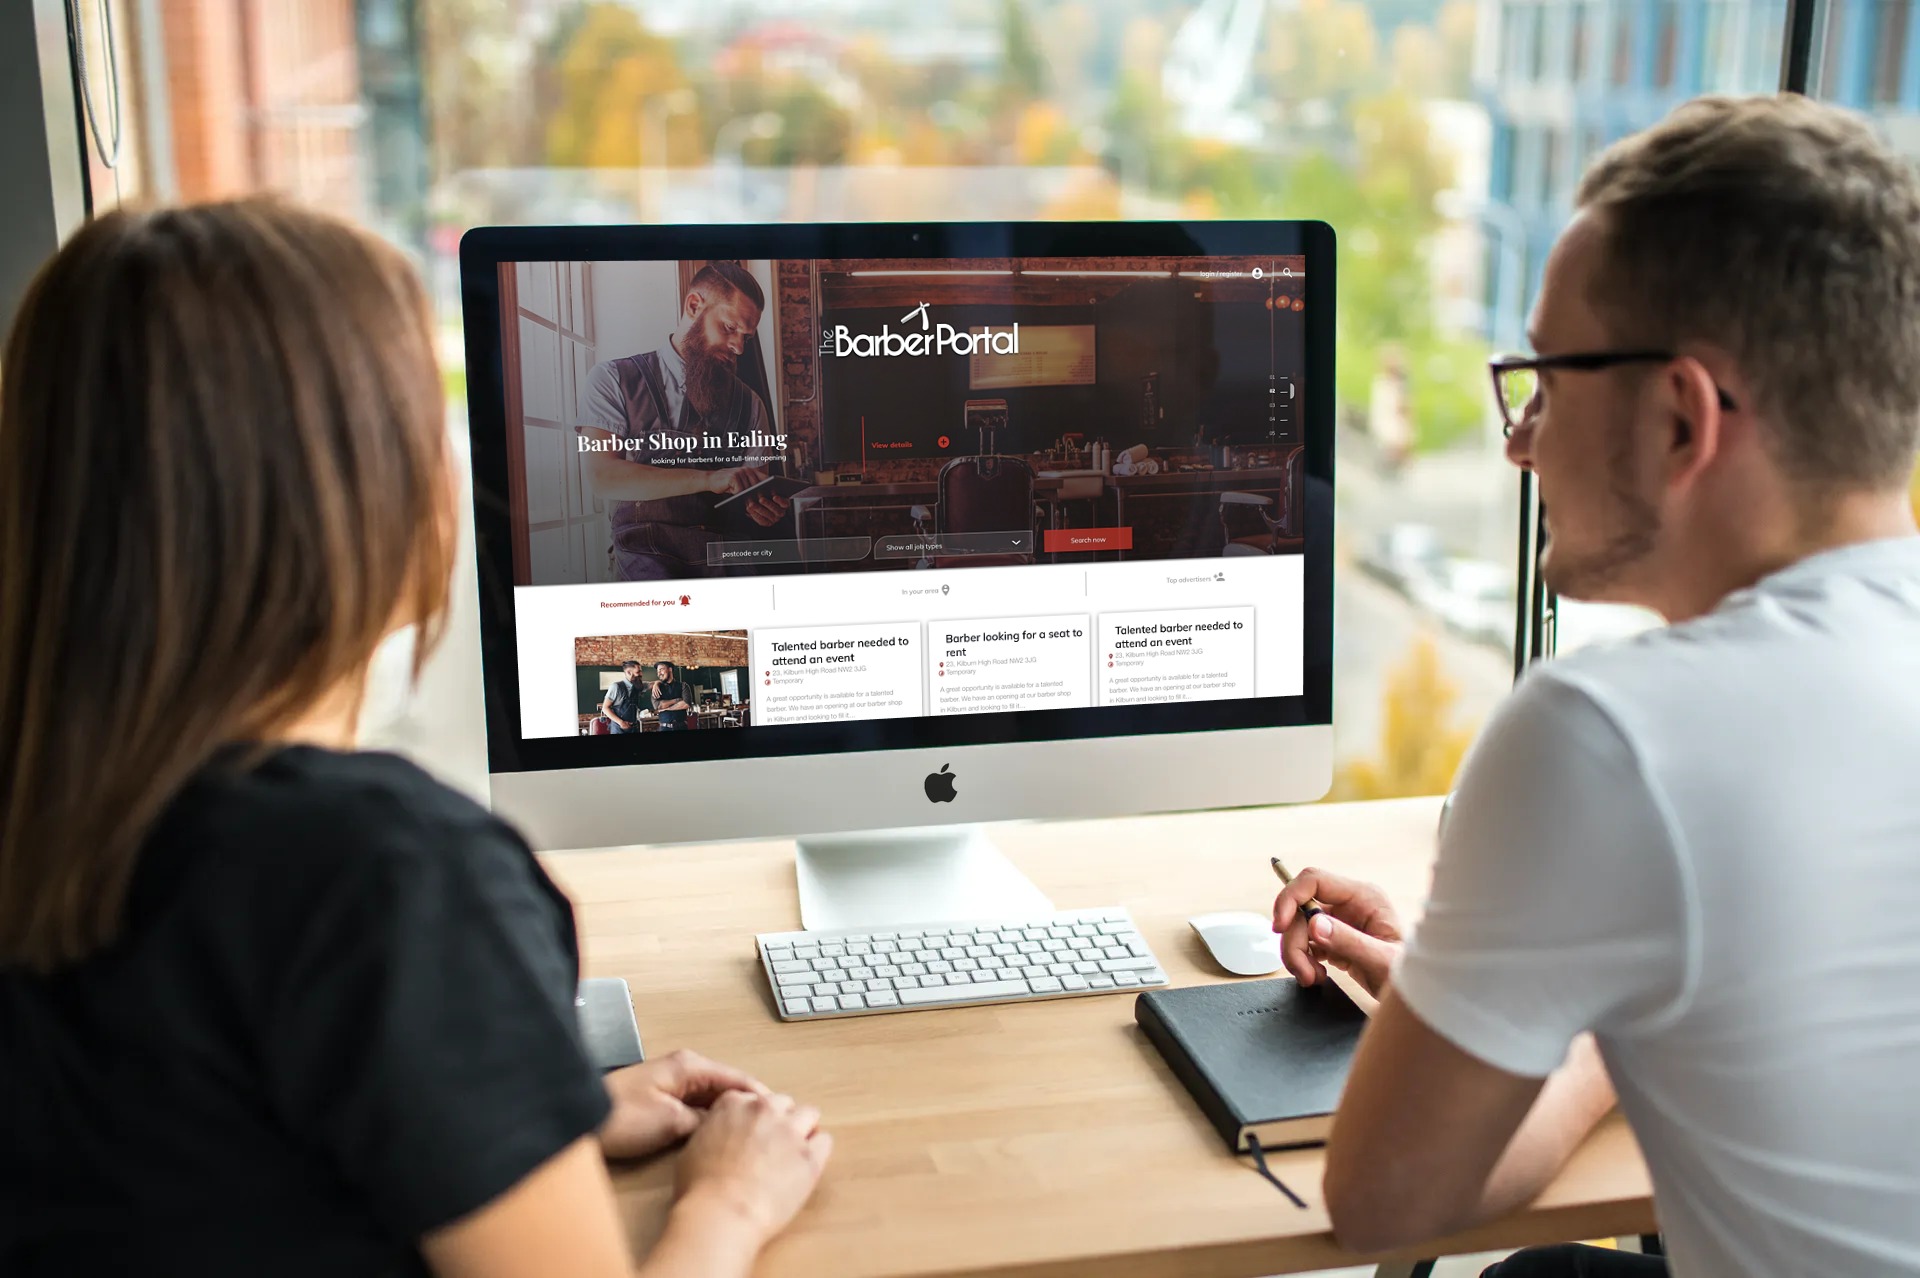 login / register
The BarberPortal
Barber Shop in Ealing
looking for barbers for a full-time opening
View details
postcode or city
Show all job types
Search now
Recommended for you
In your area
Top advertisers
Talented barber needed to
attend an event
23, Kilburn High Road NW2 3JG
Temporary
A great opportunity is available for a talented
barber. We have an opening at our barber shop
in Kilburn and looking to fill it...
Barber looking for a seat to
rent
23, Kilburn High Road NW2 3JG
Temporary
A great opportunity is available for a talented
barber. We have an opening at our barber shop
in Kilburn and looking to fill it...
Talented barber needed to
attend an event
23, Kilburn High Road NW2 3JG
Temporary
A great opportunity is available for a talented
barber. We have an opening at our barber shop
in Kilburn and looking to fill it...